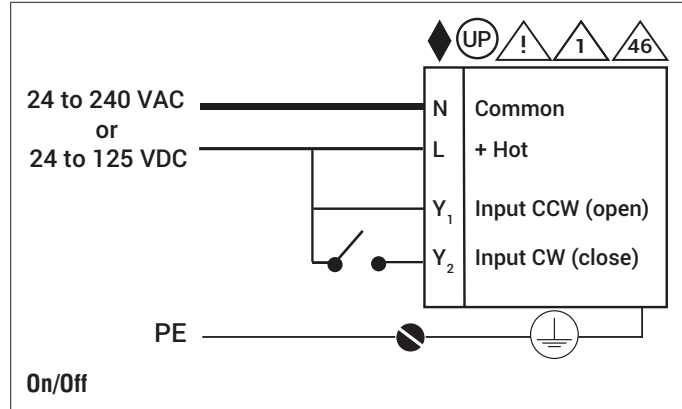 UP ! 1 46
24 to 240 VAC
or
24 to 125 VDC
N Common
L + Hot
Y1 Input CCW (open)
Y2 Input CW (close)
PE
On/Off